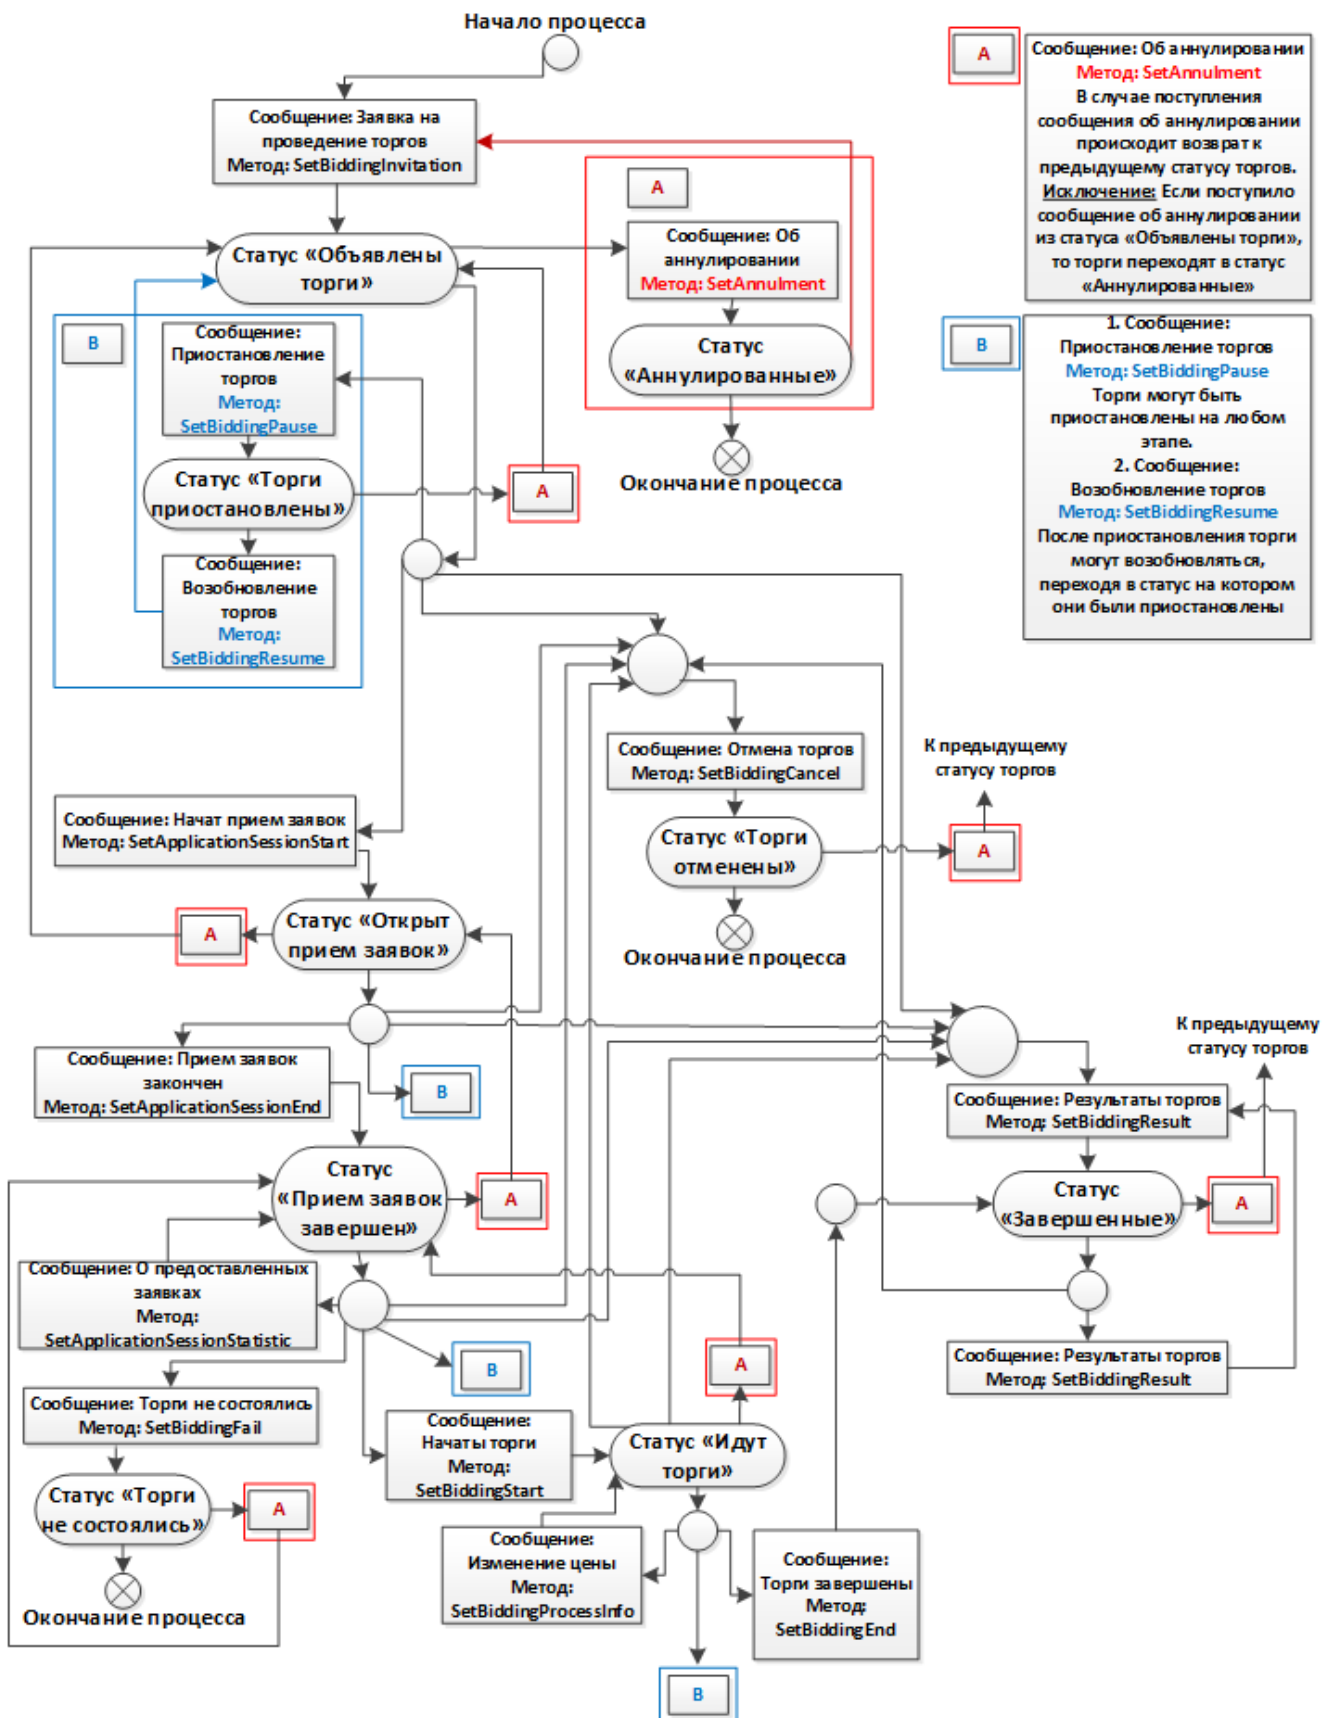 Начало процесса
Сообщение: Заявка на
проведение торгов
Метод: SetBiddingInvitation
A
Сообщение: Об аннулировании
Метод: SetAnnulment
В случае поступления
сообщения об аннулировании
происходит возврат к
предыдущему статусу торгов.
Исключение: Если поступило
сообщение об аннулировании
из статуса «Объявлены торги»,
то торги переходят в статус
«Аннулированные»
A
Сообщение: Об
аннулировании
Метод: SetAnnulment
Статус
«Аннулированные»
Окончание процесса
Статус «Объявлены
торги»
B
Сообщение:
Приостановление
торгов
Метод:
SetBiddingPause
Статус «Торги
приостановлены»
A
Сообщение:
Возобновление
торгов
Метод:
SetBiddingResume
B
1. Сообщение:
Приостановление торгов
Метод: SetBiddingPause
Торги могут быть
приостановлены на любом
этапе.
2. Сообщение:
Возобновление торгов
Метод: SetBiddingResume
После приостановления торги
могут возобновляться,
переходя в статус на котором
они были приостановлены
Сообщение: Отмена торгов
Метод: SetBiddingCancel
Статус «Торги
отменены»
Окончание процесса
К предыдущему
статусу торгов
A
Сообщение: Начат прием заявок
Метод: SetApplicationSessionStart
A
Статус «Открыт
прием заявок»
Сообщение: Прием заявок
закончен
Метод: SetApplicationSessionEnd
B
Статус
«Прием заявок
завершен»
A
К предыдущему
статусу торгов
Сообщение: Результаты торгов
Метод: SetBiddingResult
Статус
«Завершенные»
A
Сообщение: Результаты торгов
Метод: SetBiddingResult
Сообщение: О предоставленных
заявках
Метод:
SetApplicationSessionStatistic
B
A
Сообщение: Торги не состоялись
Метод: SetBiddingFail
Статус «Торги
не состоялись»
A
Окончание процесса
Сообщение:
Начаты торги
Метод:
SetBiddingStart
Статус «Идут
торги»
Сообщение:
Изменение цены
Метод:
SetBiddingProcessInfo
Сообщение:
Торги завершены
Метод:
SetBiddingEnd
B